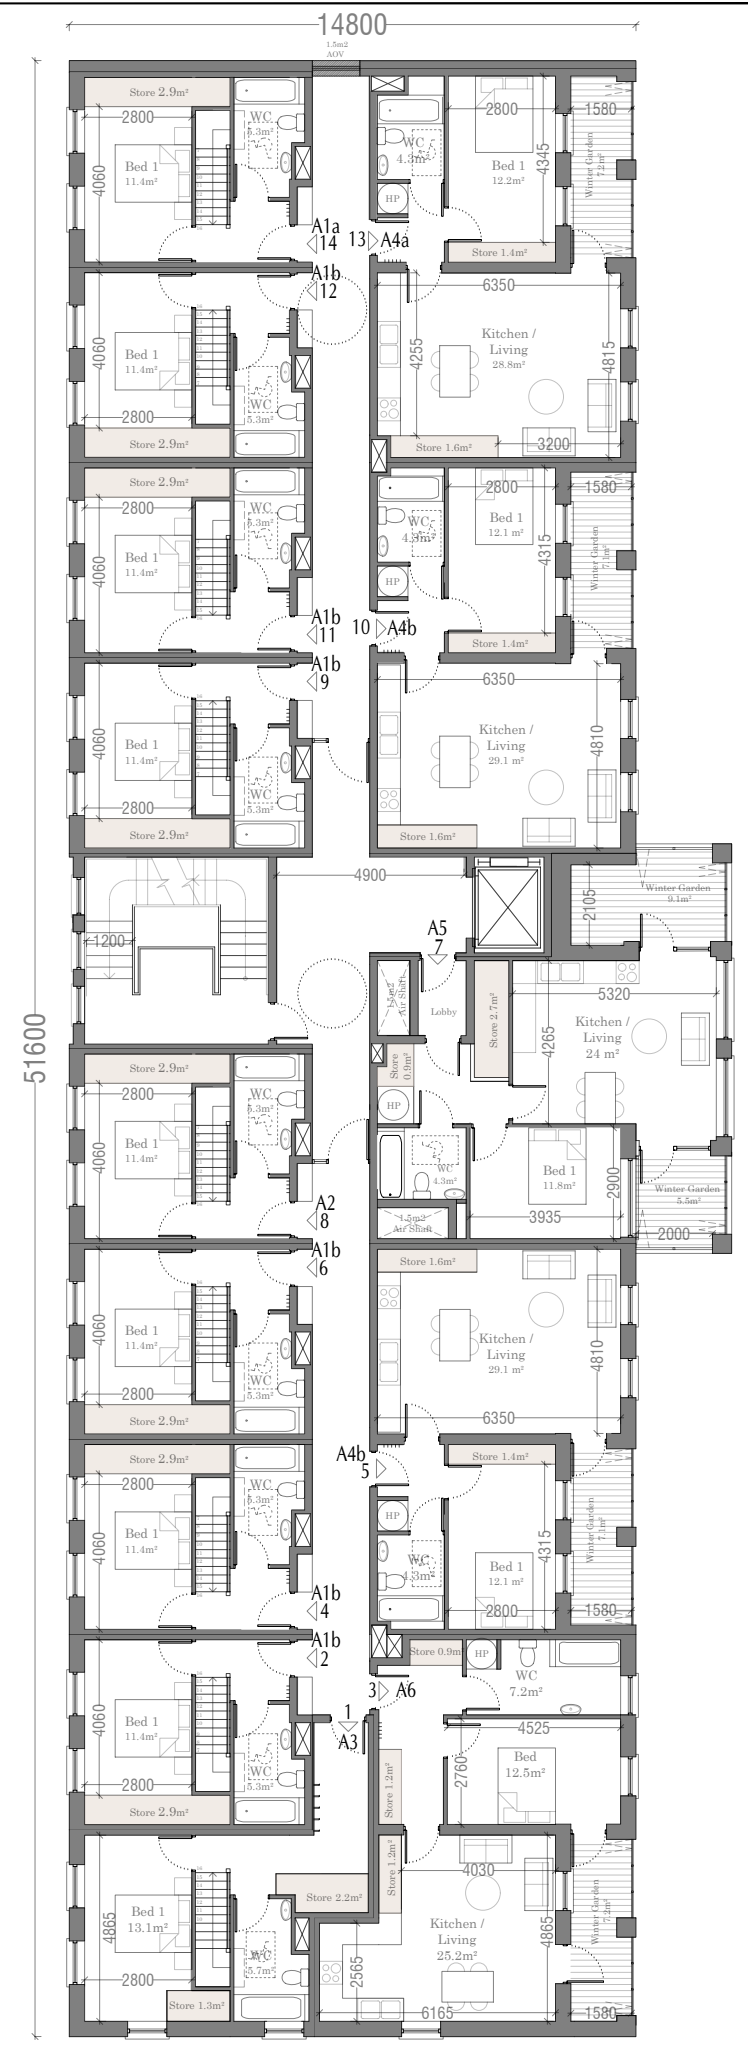 14800
1.5m2
AOV
51600
Store 2.9m²
2800
4060
Bed 1
11.4m²
WC
5.3m²
A1a
14
WC
4.3m²
HP
2800
Bed 1
12.2m²
4345
1580
Winter Garden
7.2m²
Store 1.4m²
13 A4a
A1b
12
4060
Bed 1
11.4m²
2800
Store 2.9m²
WC
5.3m²
6350
4255
Kitchen /
Living
28.8m²
4815
3200
Store 1.6m²
Store 2.9m²
2800
4060
Bed 1
11.4m²
WC
5.3m²
A1b
11
WC
4.3m²
HP
2800
Bed 1
12.1 m²
4315
1580
Winter Garden
7.1m²
Store 1.4m²
10 A4b
A1b
9
4060
Bed 1
11.4m²
2800
Store 2.9m²
WC
5.3m²
6350
Kitchen /
Living
29.1 m²
4810
Store 1.6m²
1200
4900
A5
7
2105
Winter Garden
9.1m²
1.5m2
Air Shaft
Lobby
Store 2.7m²
5320
4265
Kitchen /
Living
24 m²
Store
0.9m²
HP
WC
4.3m²
Bed 1
11.8m²
2900
3935
1.5m2
Air Shaft
Winter Garden
5.5m²
2000
Store 2.9m²
2800
4060
Bed 1
11.4m²
WC
5.3m²
A2
8
A1b
6
4060
Bed 1
11.4m²
2800
Store 2.9m²
WC
5.3m²
Store 1.6m²
Kitchen /
Living
29.1 m²
4810
6350
Store 2.9m²
2800
4060
Bed 1
11.4m²
WC
5.3m²
A1b
4
A4b
5
HP
WC
4.3m²
Store 1.4m²
4315
Bed 1
12.1 m²
2800
Winter Garden
7.1m²
1580
A1b
2
4060
Bed 1
11.4m²
2800
Store 2.9m²
WC
5.3m²
Store 0.9m
HP
WC
7.2m²
3 A6
1
A3
4525
2760
Bed
12.5m²
Store 1.2m²
4865
Bed 1
13.1m²
2800
Store 1.3m²
WC
5.7m²
Store 2.2m²
Store 1.2m²
4030
Kitchen /
Living
25.2m²
2565
4865
6165
Winter Garden
7.2m²
1580